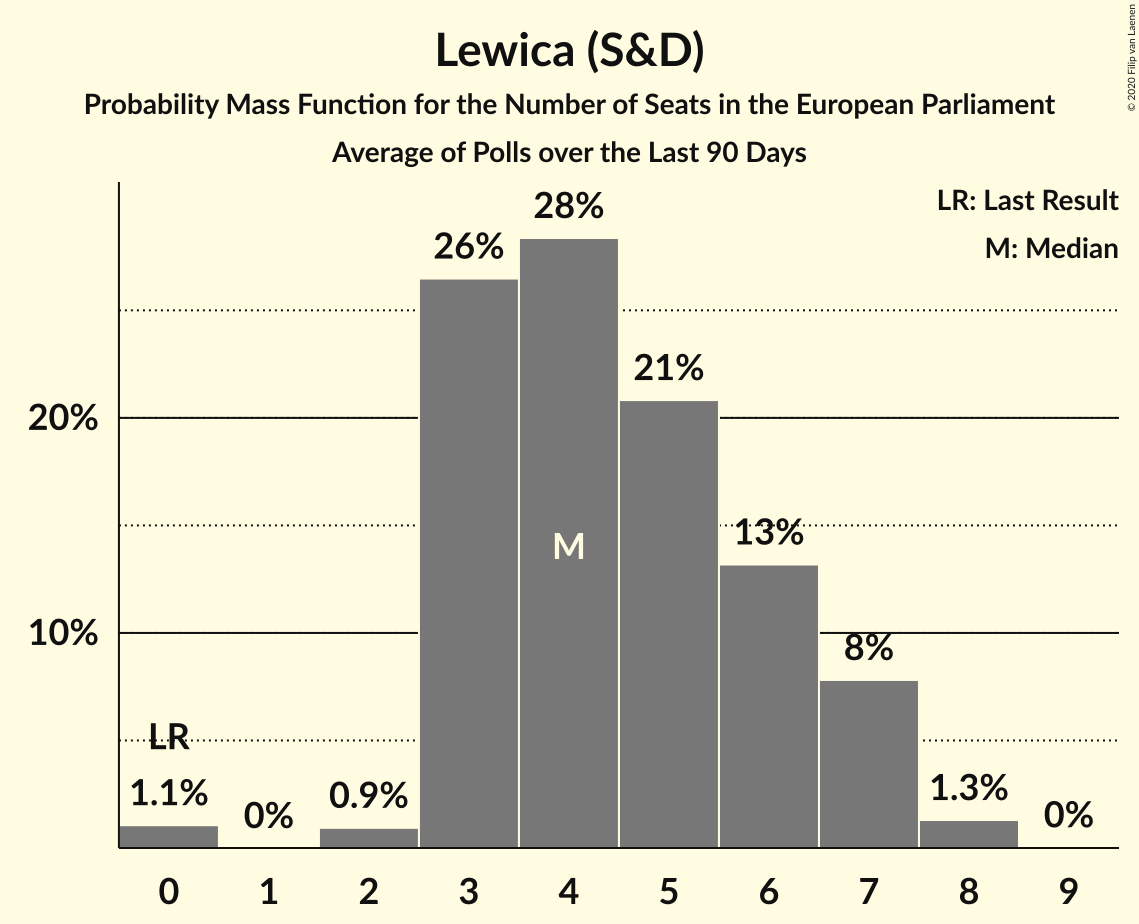 Lewica (S&D)
Probability Mass Function for the Number of Seats in the European Parliament
Average of Polls over the Last 90 Days
© 2020 Filip van Laenen
LR: Last Result
M: Median
28%
26%
21%
20%
13%
M
10%
8%
LR
1.1%
0%
0.9%
1.3%
0%
0 1 2 3 4 5 6 7 8 9